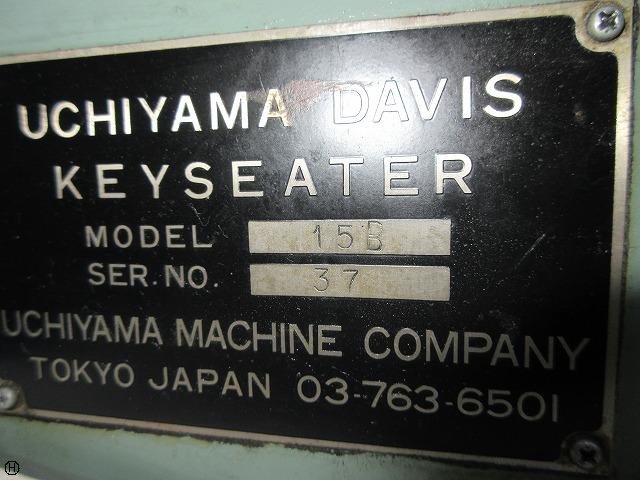 UCHIYAMA DAVIS
KEYSEATER
MODEL 15B
SER.NO. 37
UCHIYAMA MACHINE COMPANY
TOKYO JAPAN 03-763-6501
H